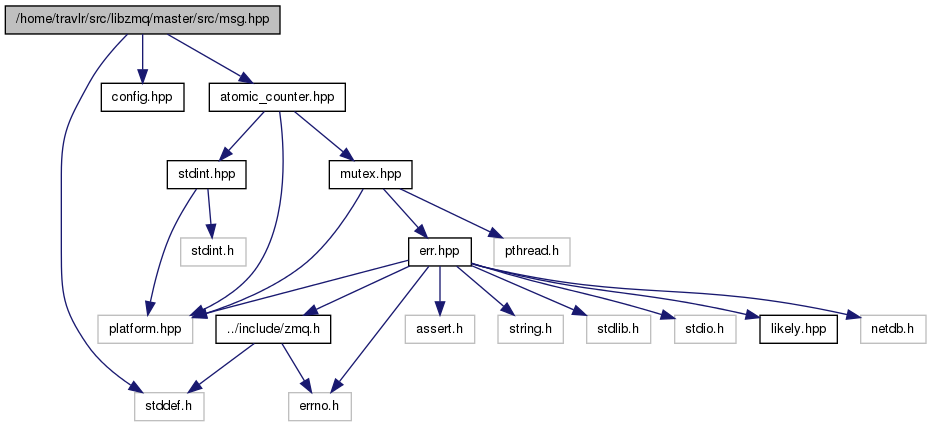 /home/travlr/src/libzmq/master/src/msg.hpp
config.hpp
atomic_counter.hpp
stdint.hpp
mutex.hpp
stdint.h
err.hpp
pthread.h
platform.hpp
../include/zmq.h
assert.h
string.h
stdlib.h
stdio.h
likely.hpp
netdb.h
stddef.h
errno.h